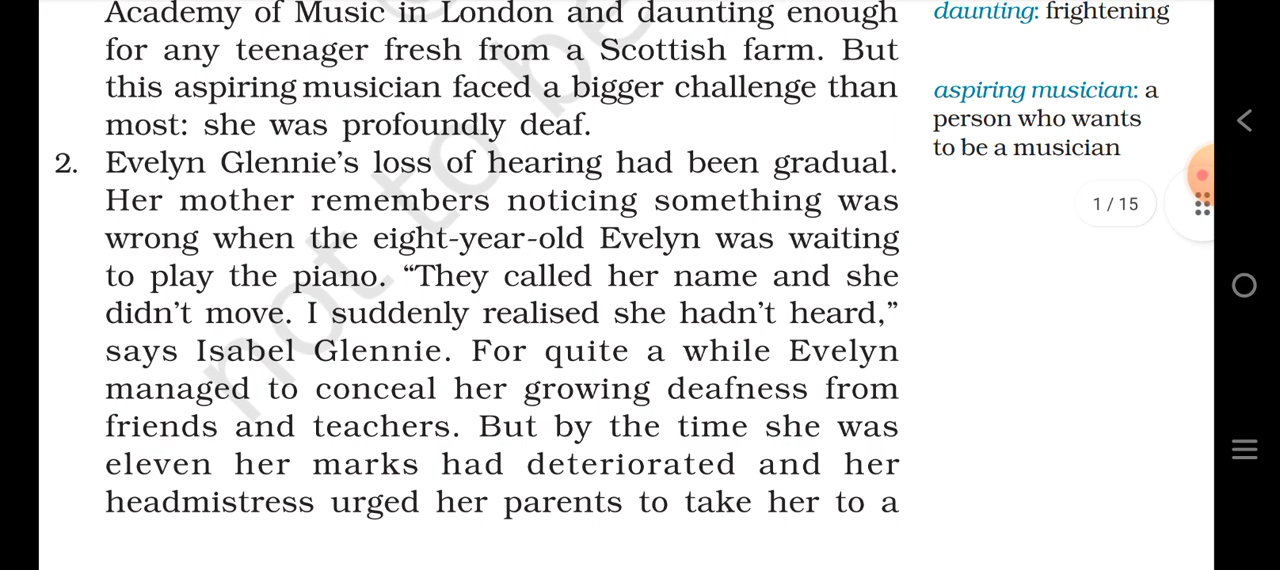 Academy of Music in London and daunting enough
for any teenager fresh from a Scottish farm. But
this aspiring musician faced a bigger challenge than
most: she was profoundly deaf.
2. Evelyn Glennie’s loss of hearing had been gradual.
Her mother remembers noticing something was
wrong when the eight-year-old Evelyn was waiting
to play the piano. “They called her name and she
didn’t move. I suddenly realised she hadn’t heard,”
says Isabel Glennie. For quite a while Evelyn
managed to conceal her growing deafness from
friends and teachers. But by the time she was
eleven her marks had deteriorated and her
headmistress urged her parents to take her to a
daunting: frightening
aspiring musician: a
person who wants
to be a musician
1 / 15
not to be